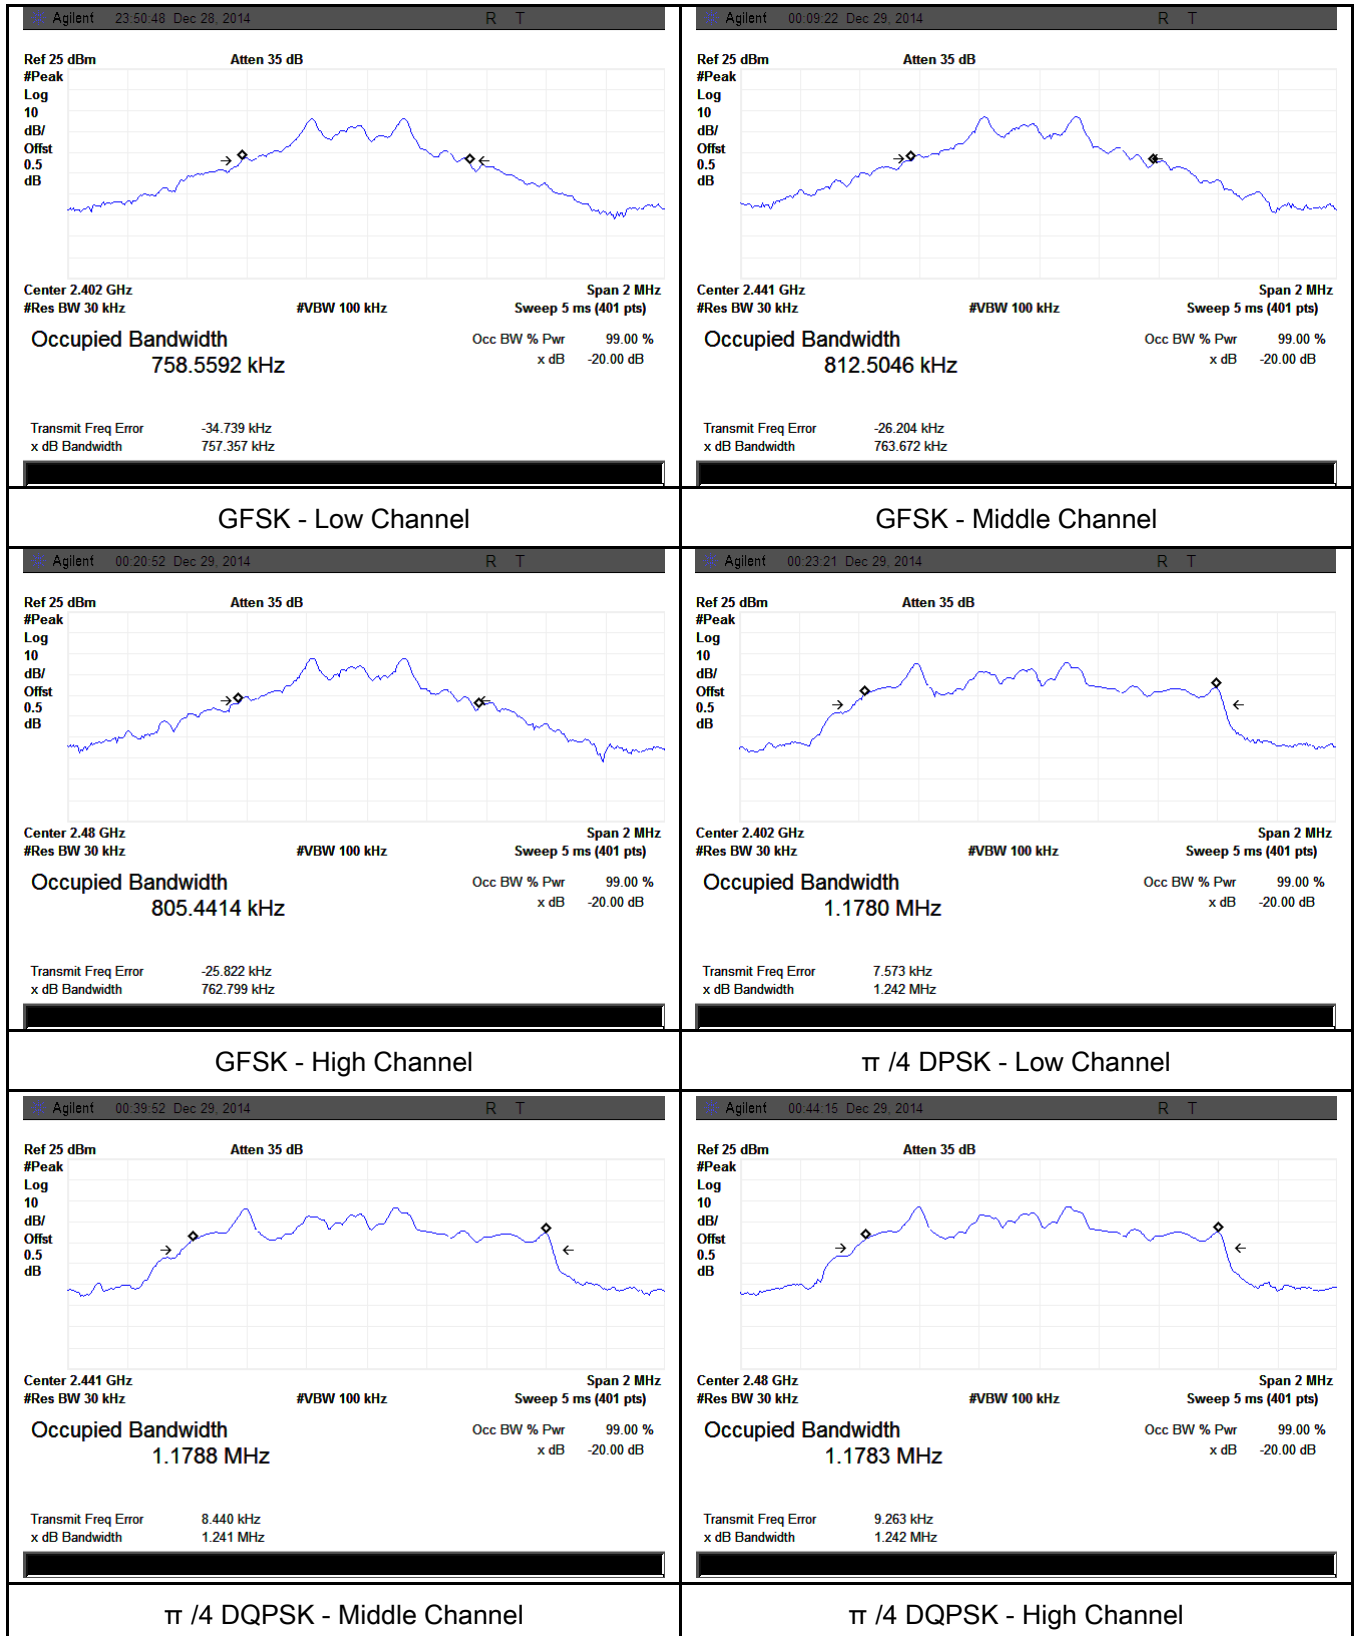 Agilent 23:50:48 Dec 28, 2014 R T
Ref 25 dBm Atten 35 dB
#Peak
Log
10
dB/
Offst
0.5
dB
Center 2.402 GHz Span 2 MHz
#Res BW 30 kHz #VBW 100 kHz Sweep 5 ms (401 pts)
Occupied Bandwidth Occ BW % Pwr 99.00 %
758.5592 kHz x dB -20.00 dB
Transmit Freq Error -34.739 kHz
x dB Bandwidth 757.357 kHz
GFSK - Low Channel
Agilent 00:09:22 Dec 29, 2014 R T
Ref 25 dBm Atten 35 dB
#Peak
Log
10
dB/
Offst
0.5
dB
Center 2.441 GHz Span 2 MHz
#Res BW 30 kHz #VBW 100 kHz Sweep 5 ms (401 pts)
Occupied Bandwidth Occ BW % Pwr 99.00 %
812.5046 kHz x dB -20.00 dB
Transmit Freq Error -26.204 kHz
x dB Bandwidth 763.672 kHz
GFSK - Middle Channel
Agilent 00:20:52 Dec 29, 2014 R T
Ref 25 dBm Atten 35 dB
#Peak
Log
10
dB/
Offst
0.5
dB
Center 2.48 GHz Span 2 MHz
#Res BW 30 kHz #VBW 100 kHz Sweep 5 ms (401 pts)
Occupied Bandwidth Occ BW % Pwr 99.00 %
805.4414 kHz x dB -20.00 dB
Transmit Freq Error -25.822 kHz
x dB Bandwidth 762.799 kHz
GFSK - High Channel
Agilent 00:23:21 Dec 29, 2014 R T
Ref 25 dBm Atten 35 dB
#Peak
Log
10
dB/
Offst
0.5
dB
Center 2.402 GHz Span 2 MHz
#Res BW 30 kHz #VBW 100 kHz Sweep 5 ms (401 pts)
Occupied Bandwidth Occ BW % Pwr 99.00 %
1.1780 MHz x dB -20.00 dB
Transmit Freq Error 7.573 kHz
x dB Bandwidth 1.242 MHz
π /4 DPSK - Low Channel
Agilent 00:39:52 Dec 29, 2014 R T
Ref 25 dBm Atten 35 dB
#Peak
Log
10
dB/
Offst
0.5
dB
Center 2.441 GHz Span 2 MHz
#Res BW 30 kHz #VBW 100 kHz Sweep 5 ms (401 pts)
Occupied Bandwidth Occ BW % Pwr 99.00 %
1.1788 MHz x dB -20.00 dB
Transmit Freq Error 8.440 kHz
x dB Bandwidth 1.241 MHz
π /4 DQPSK - Middle Channel
Agilent 00:44:15 Dec 29, 2014 R T
Ref 25 dBm Atten 35 dB
#Peak
Log
10
dB/
Offst
0.5
dB
Center 2.48 GHz Span 2 MHz
#Res BW 30 kHz #VBW 100 kHz Sweep 5 ms (401 pts)
Occupied Bandwidth Occ BW % Pwr 99.00 %
1.1783 MHz x dB -20.00 dB
Transmit Freq Error 9.263 kHz
x dB Bandwidth 1.242 MHz
π /4 DQPSK - High Channel